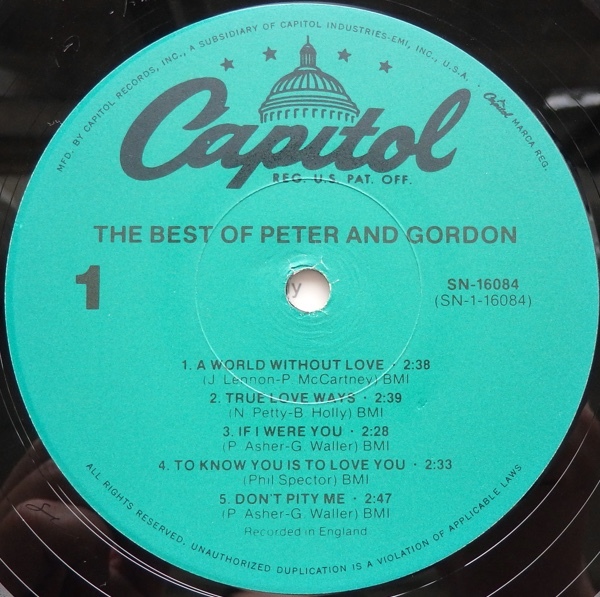 MFD. BY CAPITOL RECORDS, INC., A SUBSIDIARY OF CAPITOL INDUSTRIES-EMI, INC., U.S.A. · Capitol MARCA REG.
Capitol
REG. U.S. PAT. OFF.
THE BEST OF PETER AND GORDON
1
SN-16084
(SN-1-16084)
1. A WORLD WITHOUT LOVE · 2:38
(J. Lennon-P. McCartney) BMI
2. TRUE LOVE WAYS · 2:39
(N. Petty-B. Holly) BMI
3. IF I WERE YOU · 2:28
(P. Asher-G. Waller) BMI
4. TO KNOW YOU IS TO LOVE YOU · 2:33
(Phil Spector) BMI
5. DON'T PITY ME · 2:47
(P. Asher-G. Waller) BMI
Recorded in England
ALL RIGHTS RESERVED. UNAUTHORIZED DUPLICATION IS A VIOLATION OF APPLICABLE LAWS